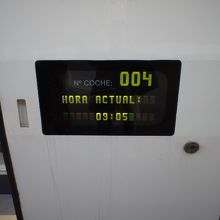 Nº COCHE: 004
HORA ACTUAL:
09:05